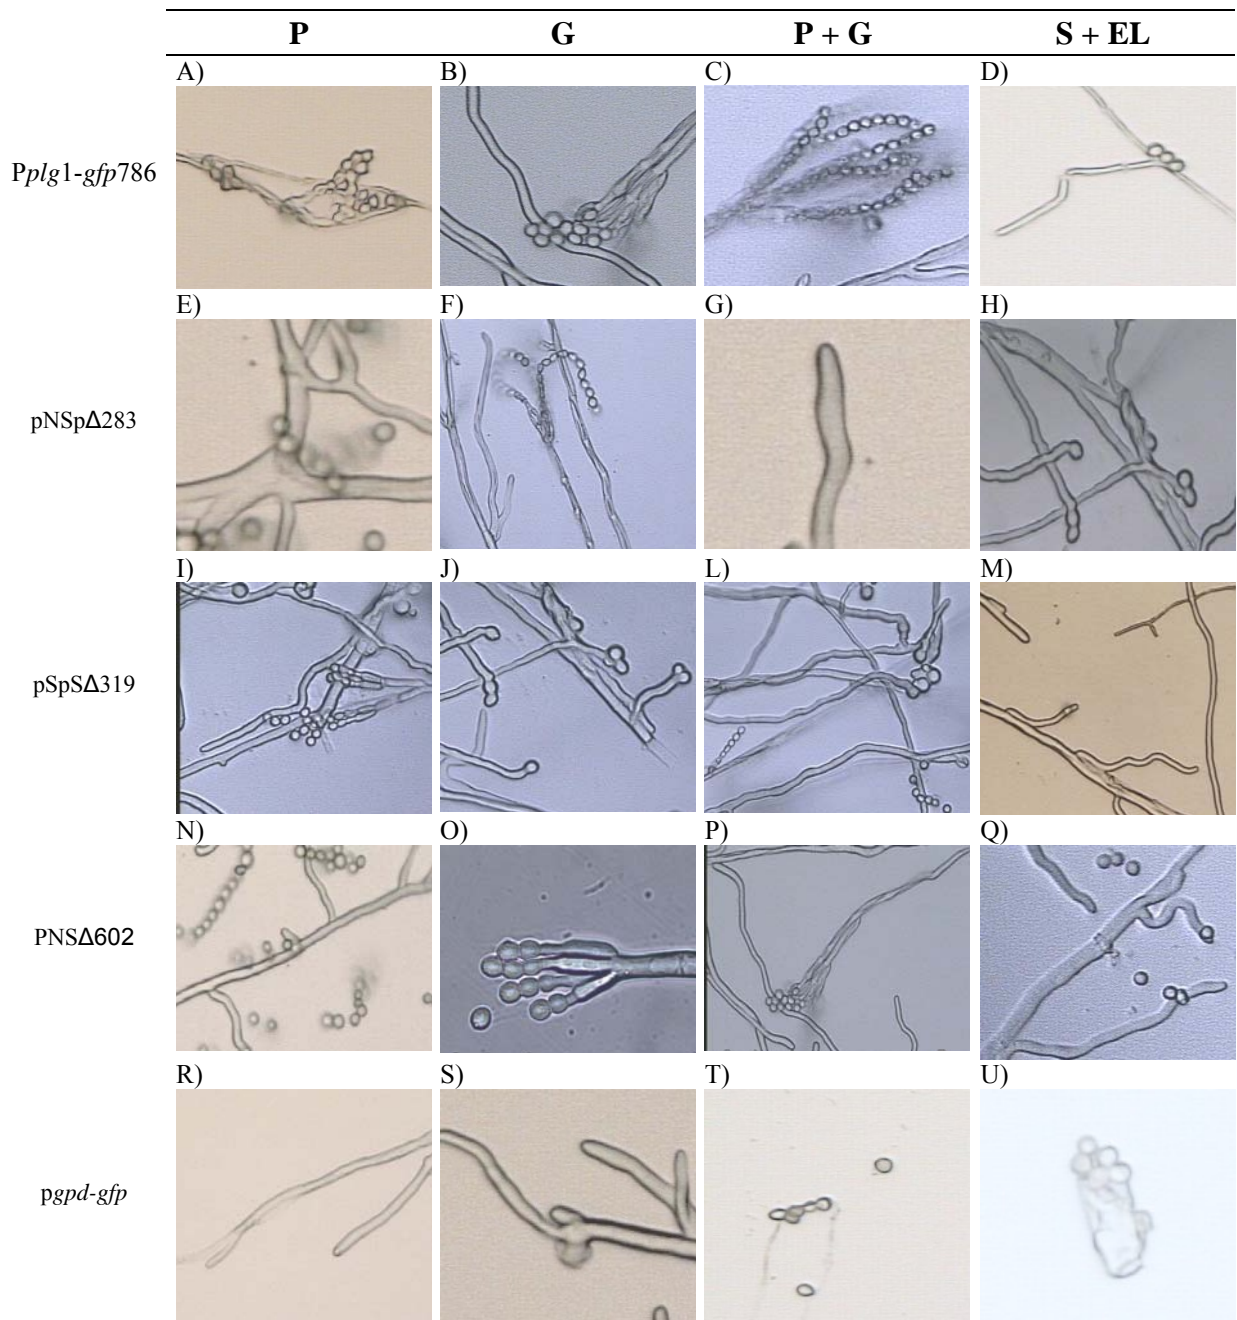 P G P + G S + EL
A) B) C) D)
Pplg1-gfp786
E) F) G) H)
pNSpΔ283
I) J) L) M)
pSpSΔ319
N) O) P) Q)
PNSΔ602
R) S) T) U)
pgpd-gfp